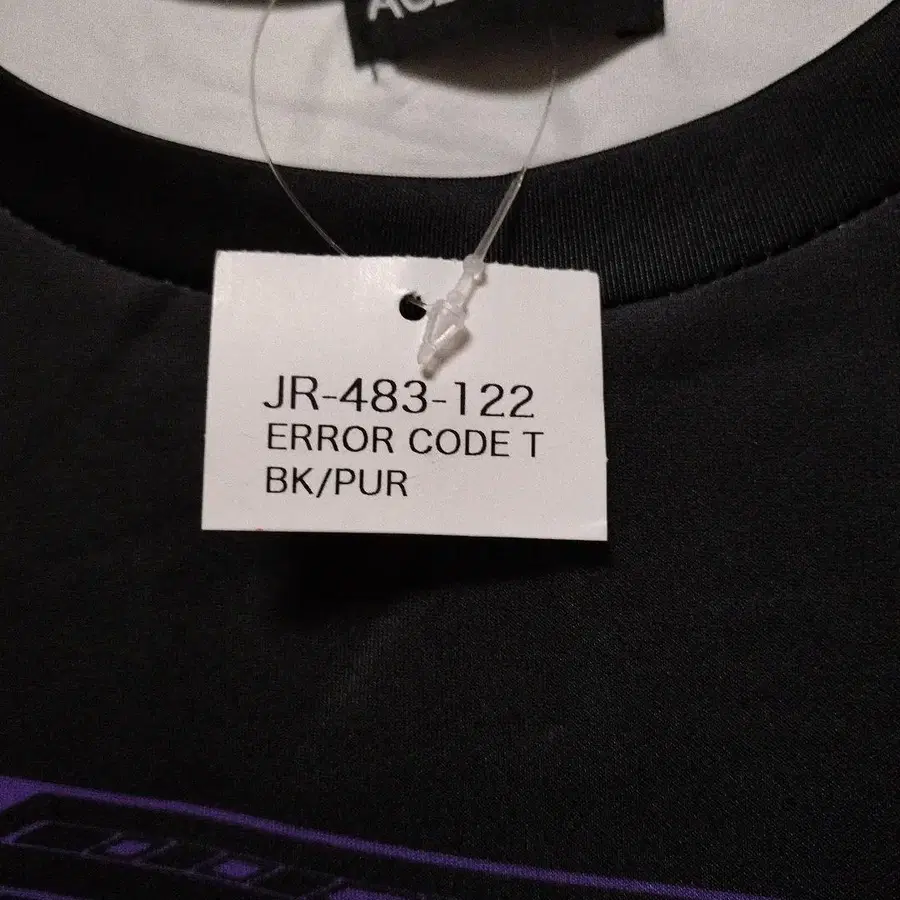 JR-483-122
ERROR CODE T
BK/PUR